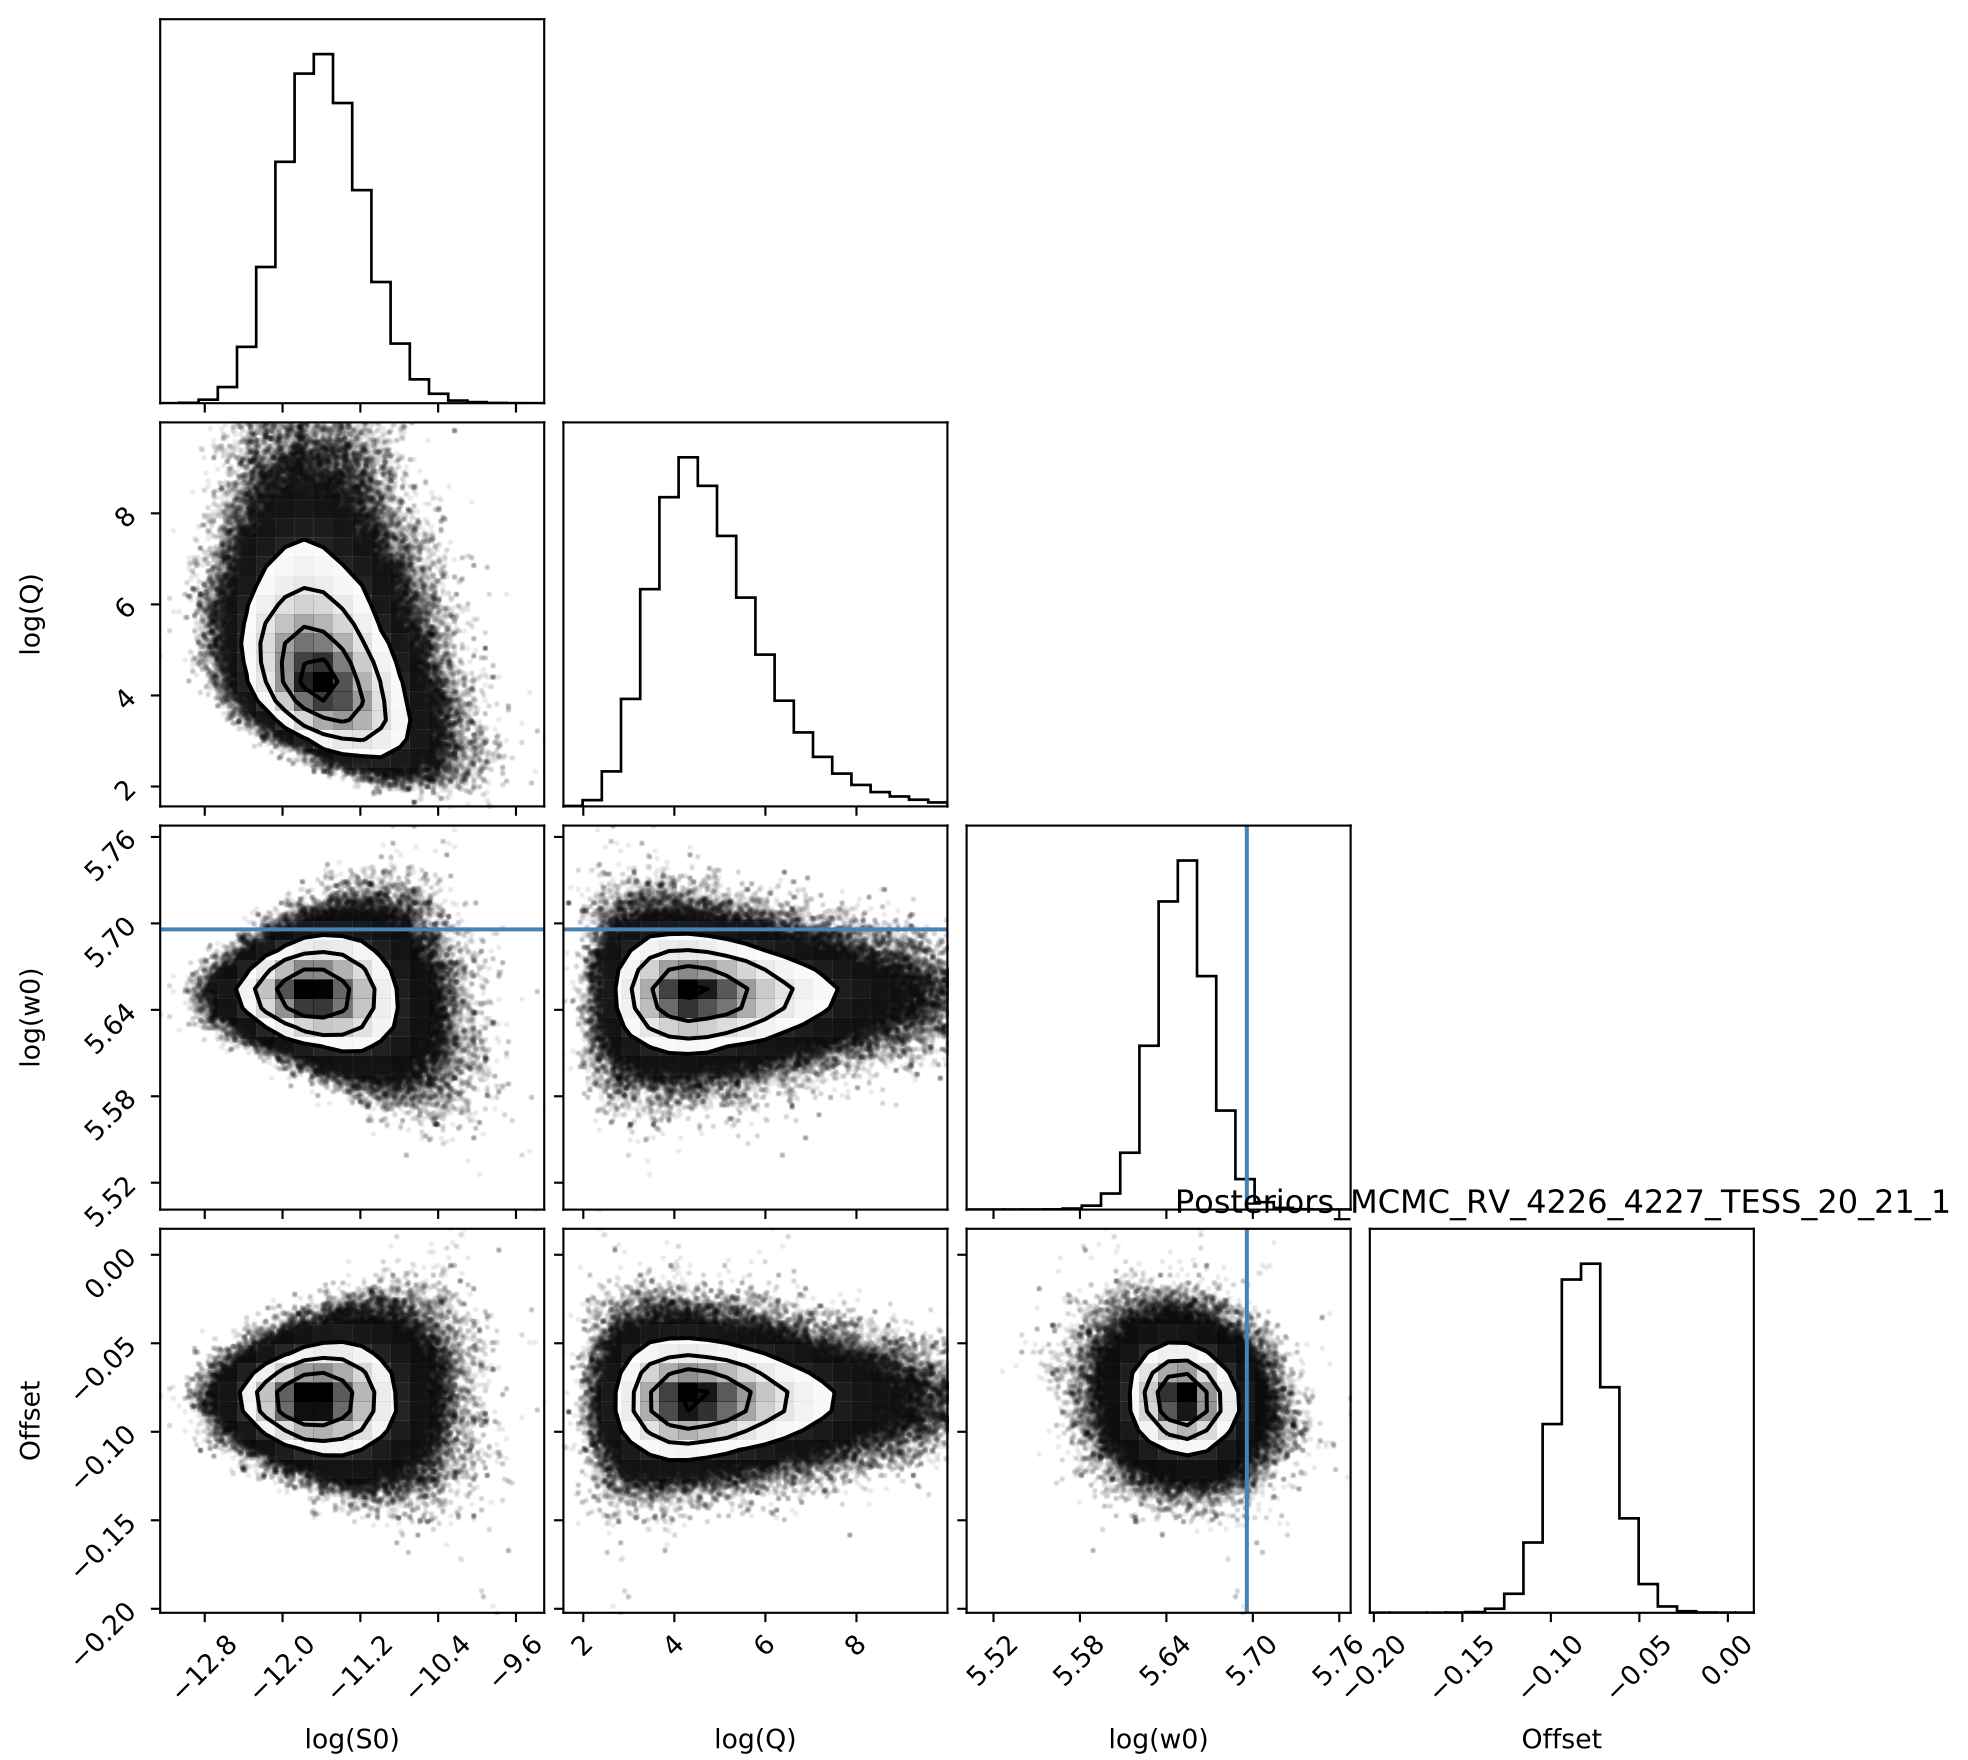 log(Q)
8
6
4
2
log(w0)
5.76
5.70
5.64
5.58
5.52
Posteriors_MCMC_RV_4226_4227_TESS_20_21_1
Offset
0.00
−0.05
−0.10
−0.15
−0.20
−12.8 −12.0 −11.2 −10.4 −9.6 2 4 6 8 5.52 5.58 5.64 5.70 5.76 −0.20 −0.15 −0.10 −0.05 0.00
log(S0) log(Q) log(w0) Offset